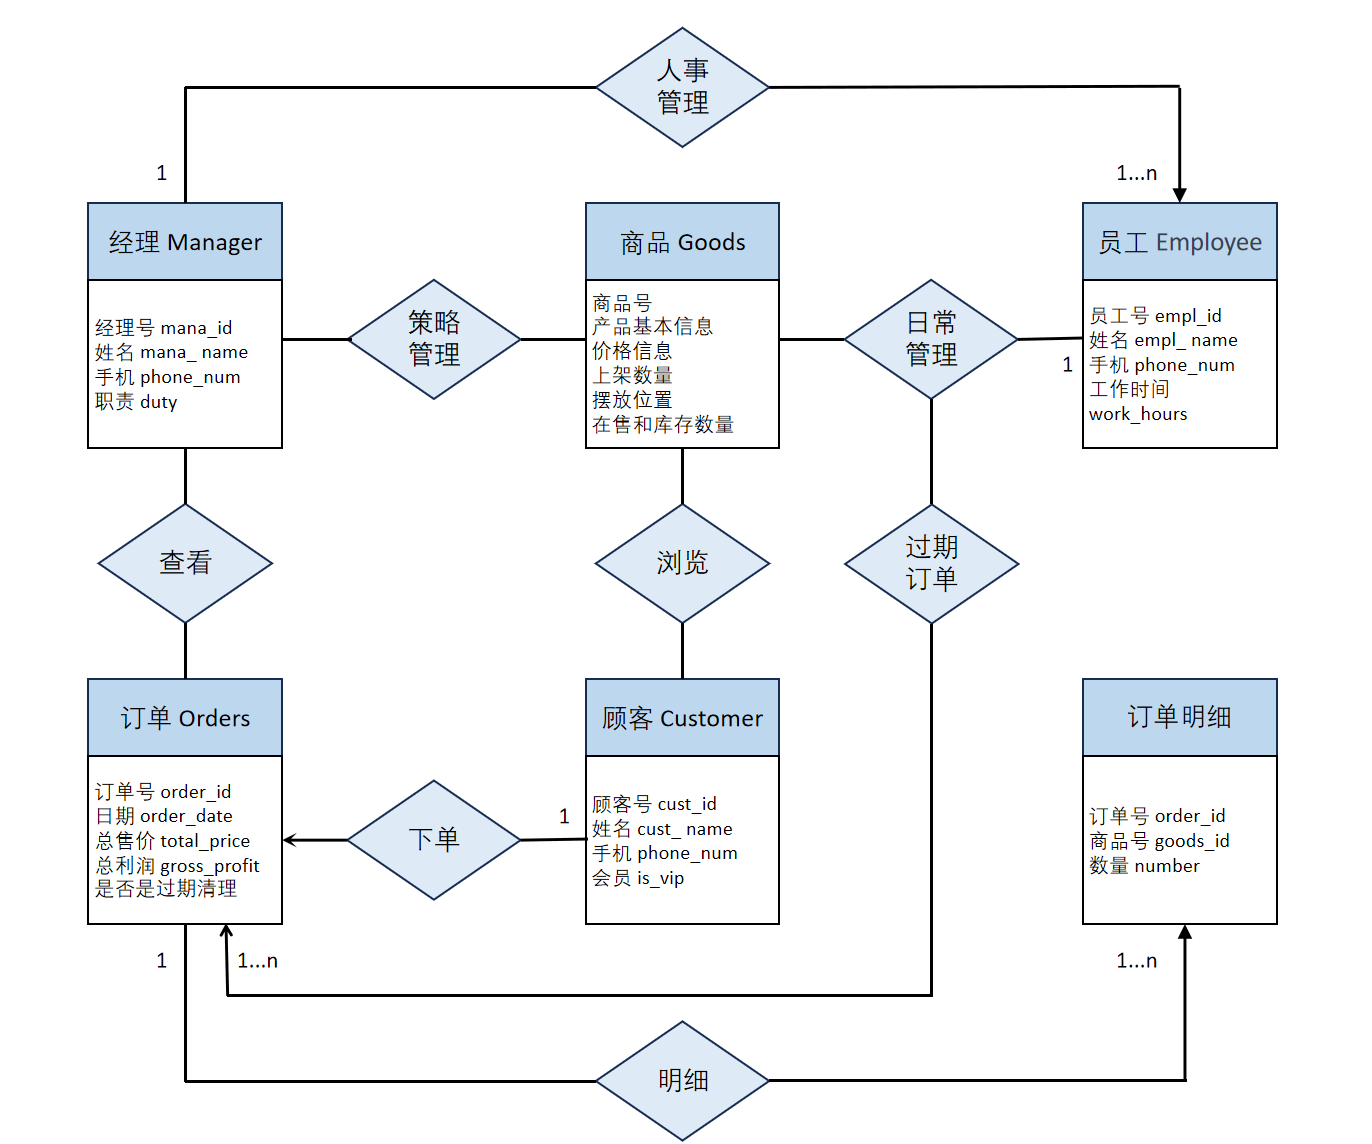 人事
管理
1
1...n
经理 Manager
商品 Goods
员工 Employee
经理号 mana_id
姓名 mana_ name
手机 phone_num
职责 duty
策略
管理
商品号
产品基本信息
价格信息
上架数量
摆放位置
在售和库存数量
日常
管理
1
员工号 empl_id
姓名 empl_ name
手机 phone_num
工作时间
work_hours
查看
浏览
过期
订单
订单 Orders
顾客 Customer
订单明细
订单号 order_id
日期 order_date
总售价 total_price
总利润 gross_profit
是否是过期清理
下单
1
顾客号 cust_id
姓名 cust_ name
手机 phone_num
会员 is_vip
订单号 order_id
商品号 goods_id
数量 number
1
1...n
1...n
明细